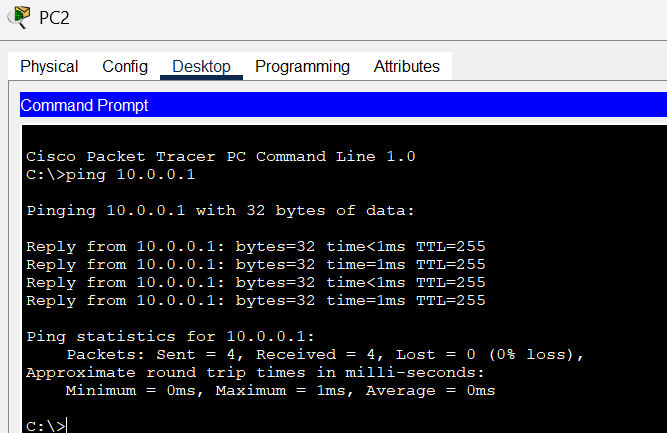 PC2
Physical Config Desktop Programming Attributes
Command Prompt
Cisco Packet Tracer PC Command Line 1.0
C:\>ping 10.0.0.1
Pinging 10.0.0.1 with 32 bytes of data:
Reply from 10.0.0.1: bytes=32 time<1ms TTL=255
Reply from 10.0.0.1: bytes=32 time=1ms TTL=255
Reply from 10.0.0.1: bytes=32 time<1ms TTL=255
Reply from 10.0.0.1: bytes=32 time=1ms TTL=255
Ping statistics for 10.0.0.1:
    Packets: Sent = 4, Received = 4, Lost = 0 (0% loss),
Approximate round trip times in milli-seconds:
    Minimum = 0ms, Maximum = 1ms, Average = 0ms
C:\>